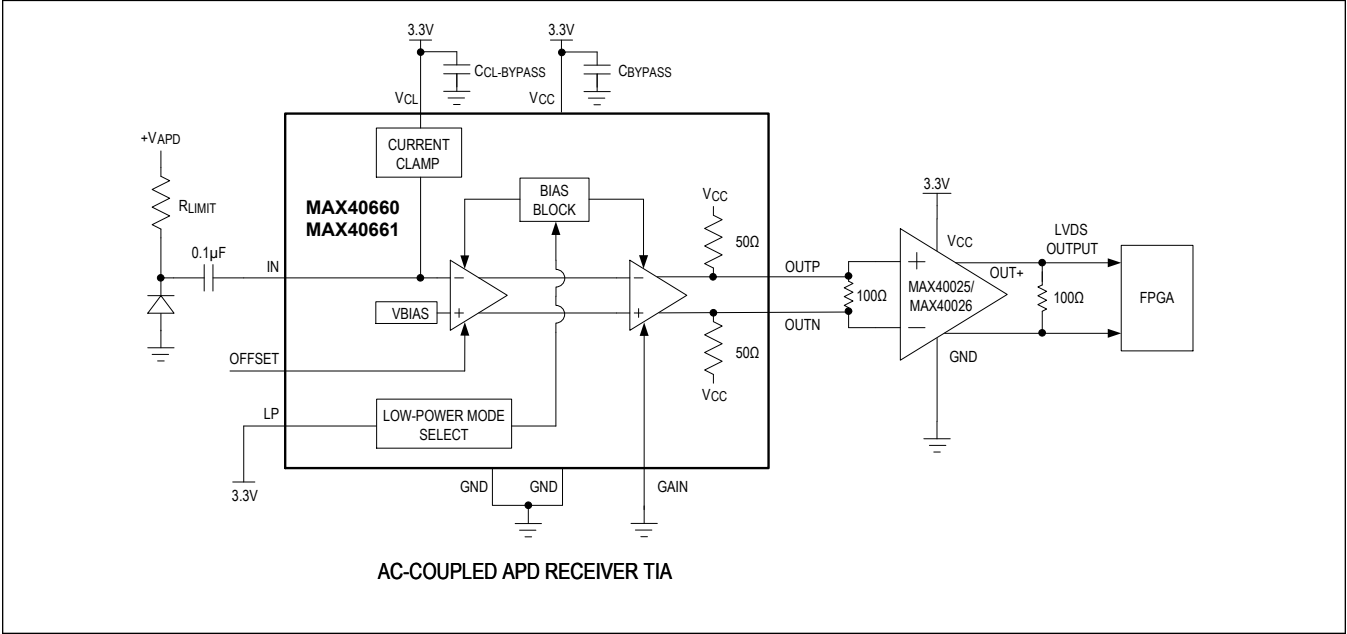 3.3V
3.3V
CCL-BYPASS
CBYPASS
VCL
VCC
+VAPD
CURRENT
CLAMP
RLIMIT
MAX40660
MAX40661
BIAS
BLOCK
VCC
50Ω
3.3V
VCC
LVDS
OUTPUT
0.1µF
IN
OUTP
OUT+
100Ω
MAX40025/
MAX40026
100Ω
FPGA
VBIAS
OUTN
50Ω
VCC
GND
OFFSET
LP
LOW-POWER MODE
SELECT
3.3V
GND
GND
GAIN
AC-COUPLED APD RECEIVER TIA